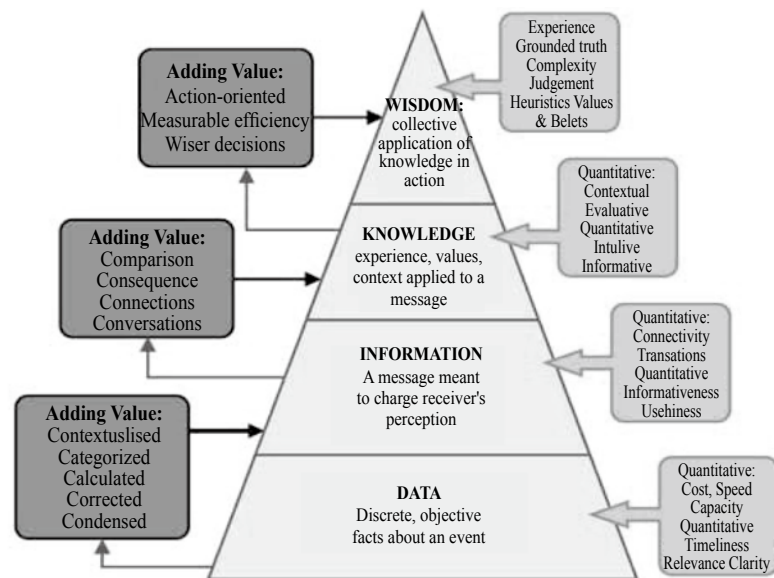 Adding Value:
Action-oriented
Measurable efficiency
Wiser decisions
WISDOM:
collective
application of
knowledge in
action
Experience
Grounded truth
Complexity
Judgement
Heuristics Values
& Belets
Adding Value:
Comparison
Consequence
Connections
Conversations
KNOWLEDGE
experience, values,
context applied to a
message
Quantitative:
Contextual
Evaluative
Quantitative
Intulive
Informative
Adding Value:
Contextuslised
Categorized
Calculated
Corrected
Condensed
INFORMATION
A message meant
to charge receiver's
perception
Quantitative:
Connectivity
Transations
Quantitative
Informativeness
Usehiness
DATA
Discrete, objective
facts about an event
Quantitative:
Cost, Speed
Capacity
Quantitative
Timeliness
Relevance Clarity